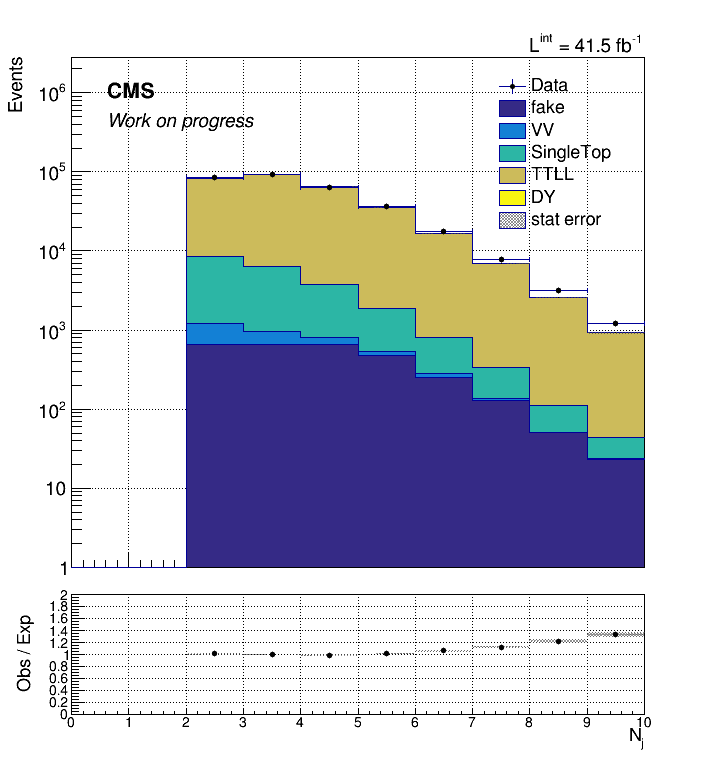 L^int = 41.5 fb^-1
Events
CMS
Work on progress
Data
fake
VV
SingleTop
TTLL
DY
stat error
10^6
10^5
10^4
10^3
10^2
10
1
Obs / Exp
2
1.8
1.6
1.4
1.2
1
0.8
0.6
0.4
0.2
0
0 1 2 3 4 5 6 7 8 9 10
N_j